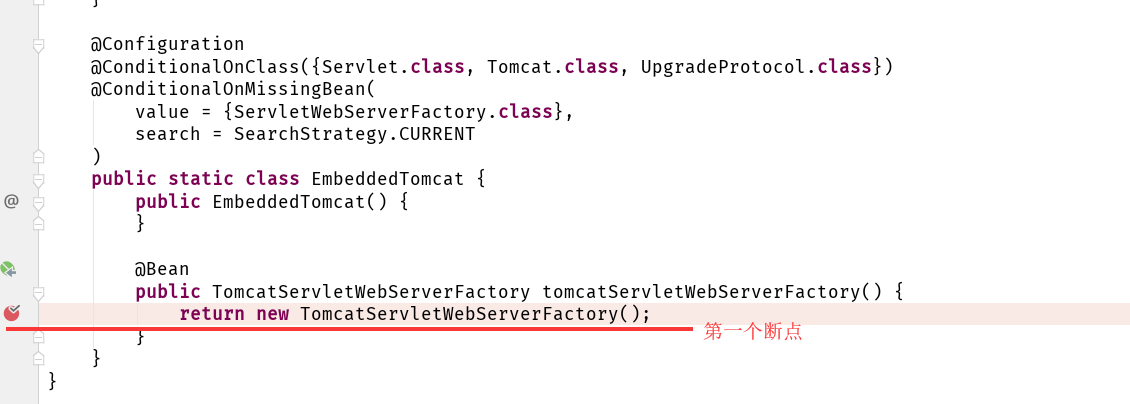 }
@Configuration
@ConditionalOnClass({Servlet.class, Tomcat.class, UpgradeProtocol.class})
@ConditionalOnMissingBean(
value = {ServletWebServerFactory.class},
search = SearchStrategy.CURRENT
)
public static class EmbeddedTomcat {
@ public EmbeddedTomcat() {
}
@Bean
public TomcatServletWebServerFactory tomcatServletWebServerFactory() {
return new TomcatServletWebServerFactory();
第一个断点
}
}
}